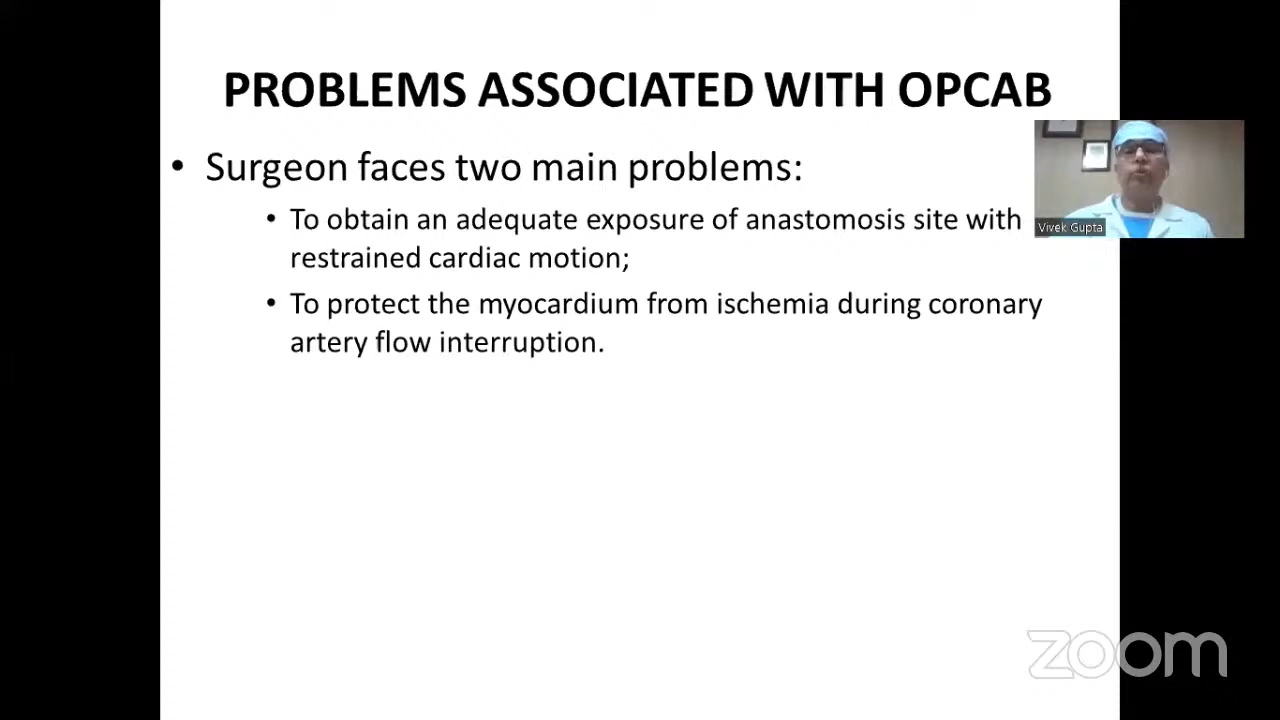 PROBLEMS ASSOCIATED WITH OPCAB
• Surgeon faces two main problems:
• To obtain an adequate exposure of anastomosis site with
restrained cardiac motion;
• To protect the myocardium from ischemia during coronary
artery flow interruption.
Vivek Gupta
zoom